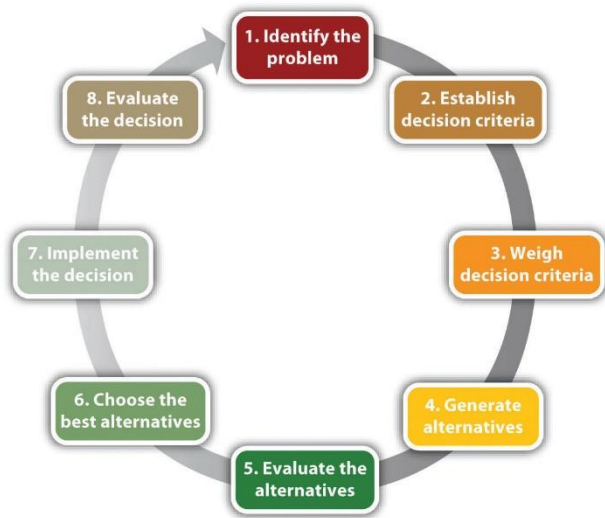 1. Identify the
problem
2. Establish
decision criteria
3. Weigh
decision criteria
4. Generate
alternatives
5. Evaluate the
alternatives
6. Choose the
best alternatives
7. Implement
the decision
8. Evaluate
the decision